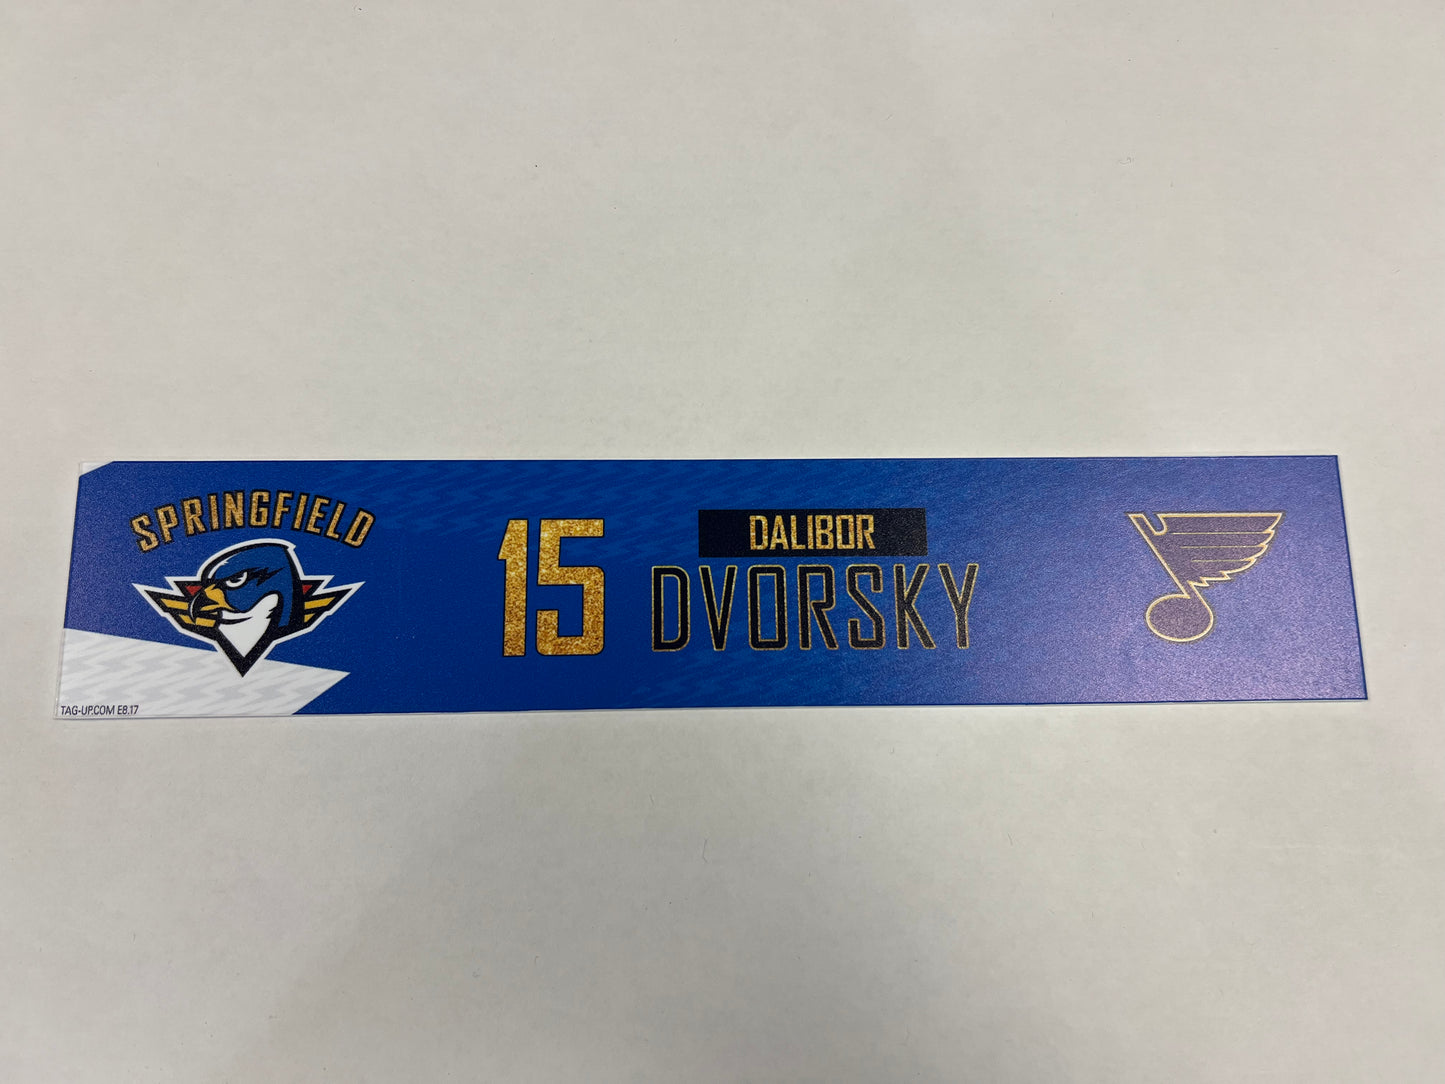 SPRINGFIELD
15
DALIBOR
DVORSKY
TAG-UP.COM E8.17